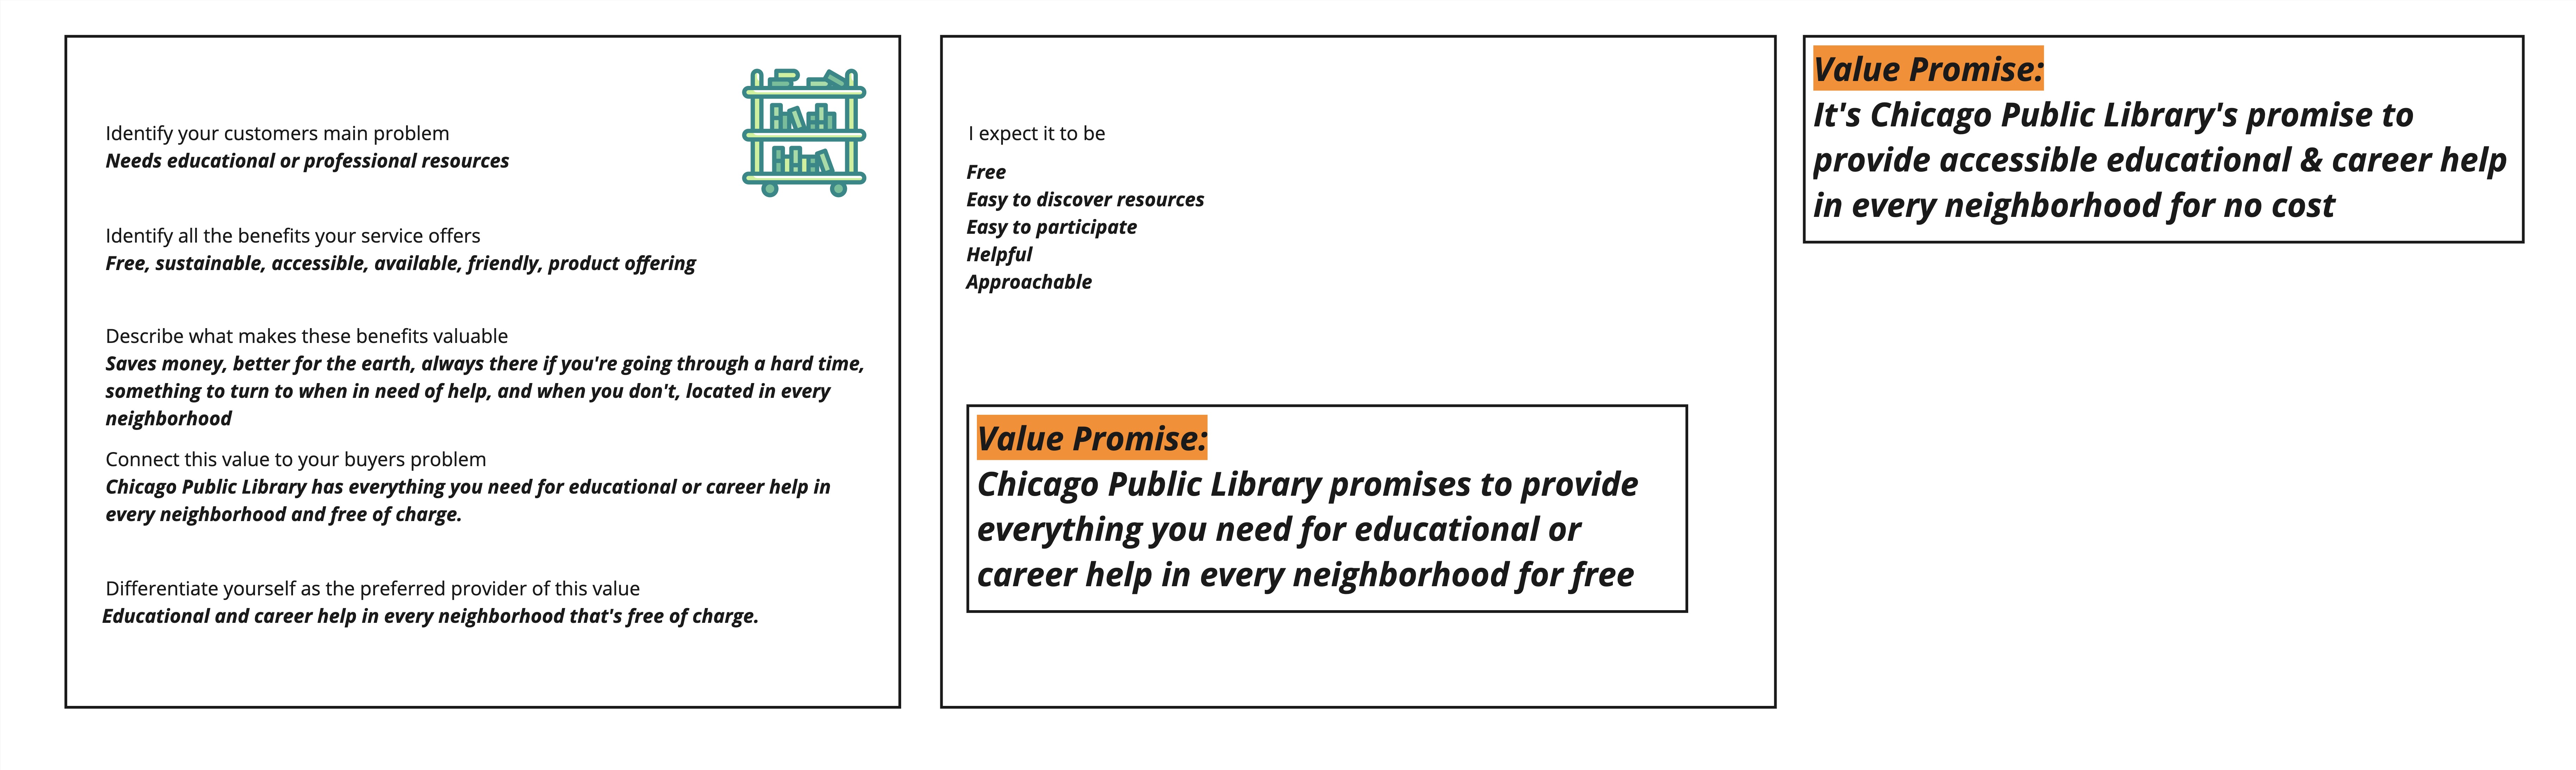 Identify your customers main problem
Needs educational or professional resources
Identify all the benefits your service offers
Free, sustainable, accessible, available, friendly, product offering
Describe what makes these benefits valuable
Saves money, better for the earth, always there if you're going through a hard time,
something to turn to when in need of help, and when you don't, located in every
neighborhood
Connect this value to your buyers problem
Chicago Public Library has everything you need for educational or career help in
every neighborhood and free of charge.
Differentiate yourself as the preferred provider of this value
Educational and career help in every neighborhood that's free of charge.
I expect it to be
Free
Easy to discover resources
Easy to participate
Helpful
Approachable
Value Promise:
Chicago Public Library promises to provide
everything you need for educational or
career help in every neighborhood for free
Value Promise:
It's Chicago Public Library's promise to
provide accessible educational & career help
in every neighborhood for no cost